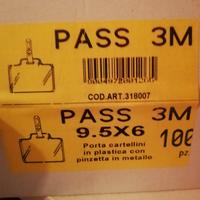 PASS 3M
COD.ART.318007
PASS 3M
9.5X6
100
Porta cartellini
in plastica con
pinzetta in metallo
pz.